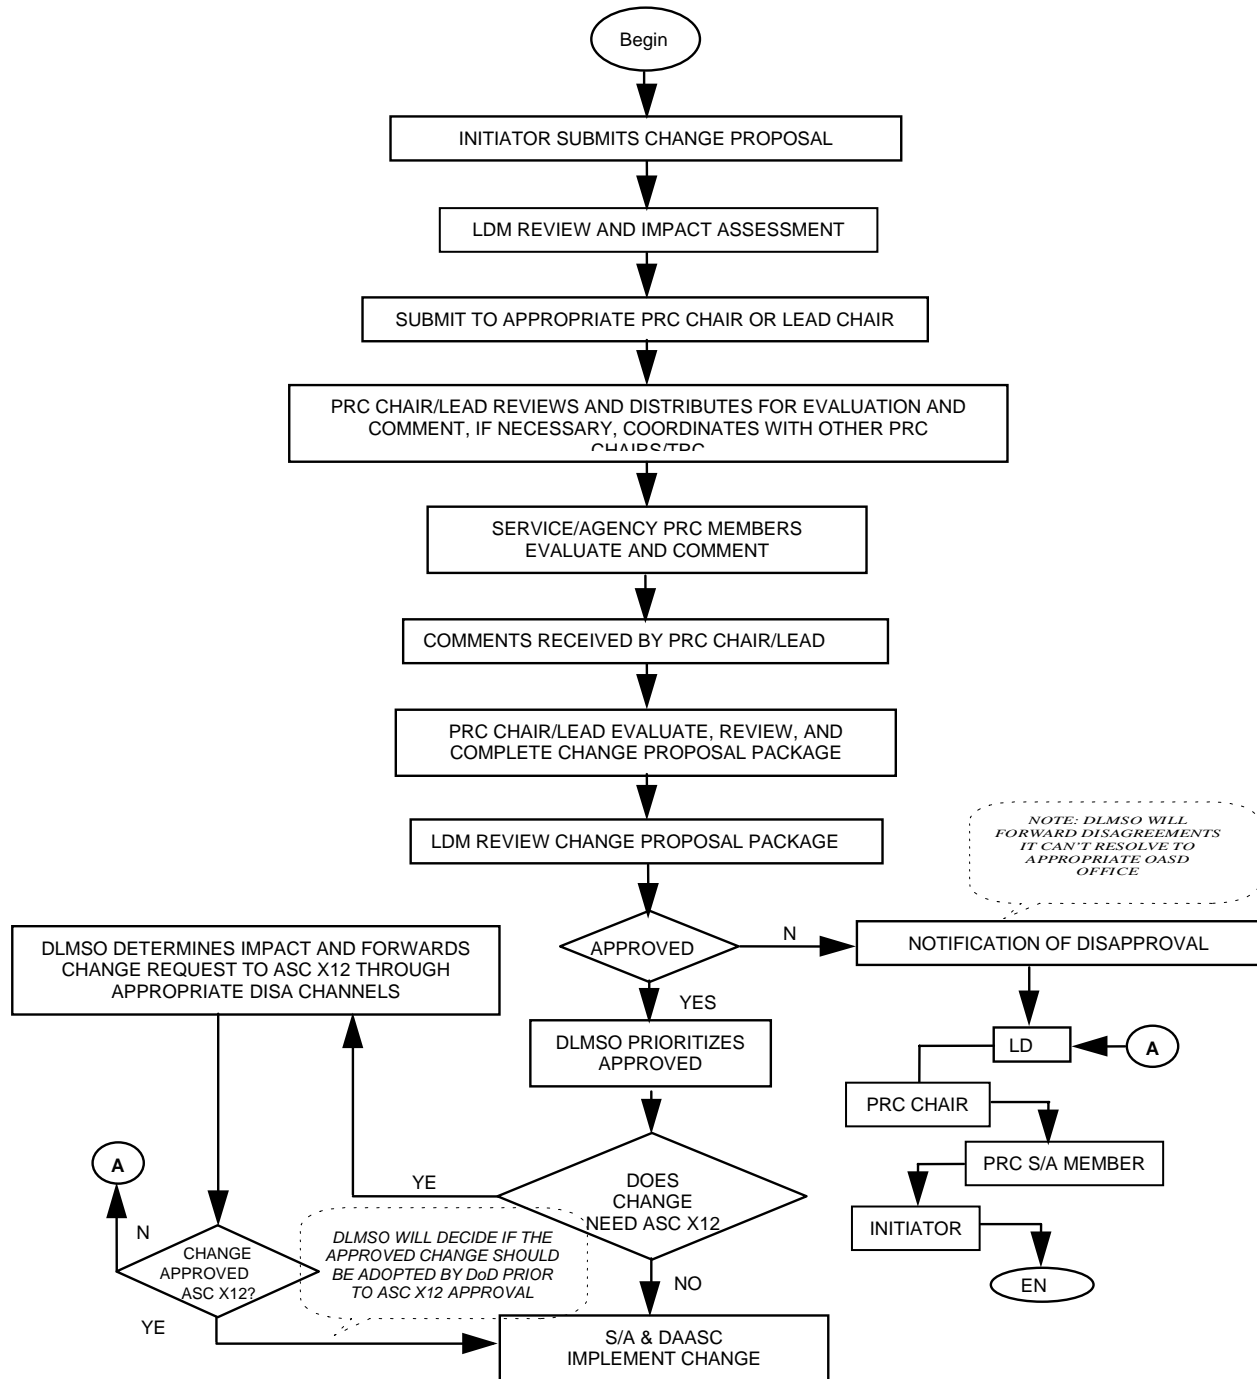 Begin
INITIATOR SUBMITS CHANGE PROPOSAL
LDM REVIEW AND IMPACT ASSESSMENT
SUBMIT TO APPROPRIATE PRC CHAIR OR LEAD CHAIR
PRC CHAIR/LEAD REVIEWS AND DISTRIBUTES FOR EVALUATION AND
COMMENT, IF NECESSARY, COORDINATES WITH OTHER PRC
CHAIRS/TRC
SERVICE/AGENCY PRC MEMBERS
EVALUATE AND COMMENT
COMMENTS RECEIVED BY PRC CHAIR/LEAD
PRC CHAIR/LEAD EVALUATE, REVIEW, AND
COMPLETE CHANGE PROPOSAL PACKAGE
LDM REVIEW CHANGE PROPOSAL PACKAGE
NOTE: DLMSO WILL
FORWARD DISAGREEMENTS
IT CAN'T RESOLVE TO
APPROPRIATE OASD
OFFICE
APPROVED
N
NOTIFICATION OF DISAPPROVAL
DLMSO DETERMINES IMPACT AND FORWARDS
CHANGE REQUEST TO ASC X12 THROUGH
APPROPRIATE DISA CHANNELS
YES
DLMSO PRIORITIZES
APPROVED
LD
A
PRC CHAIR
PRC S/A MEMBER
INITIATOR
EN
DOES
CHANGE
NEED ASC X12
YE
A
N
CHANGE
APPROVED
ASC X12?
DLMSO WILL DECIDE IF THE
APPROVED CHANGE SHOULD
BE ADOPTED BY DoD PRIOR
TO ASC X12 APPROVAL
NO
YE
S/A & DAASC
IMPLEMENT CHANGE